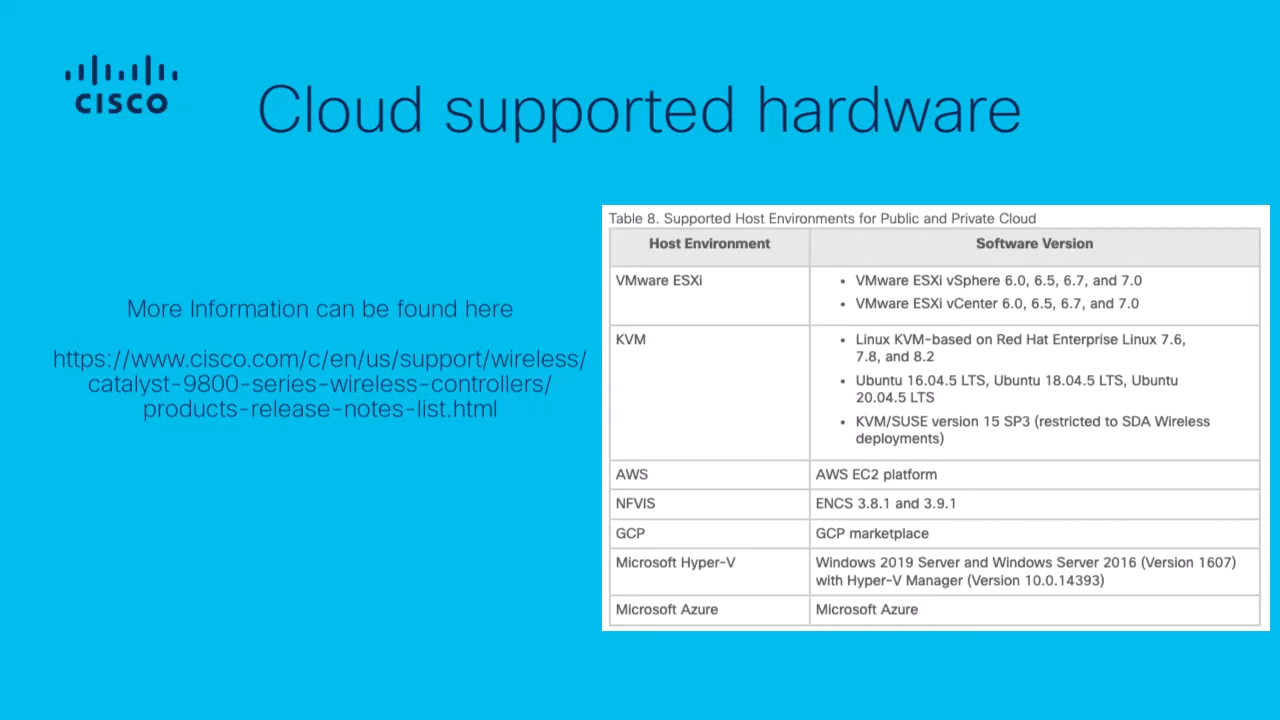 CISCO
Cloud supported hardware
More Information can be found here
https://www.cisco.com/c/en/us/support/wireless/
catalyst-9800-series-wireless-controllers/
products-release-notes-list.html
Table 8. Supported Host Environments for Public and Private Cloud
Host Environment Software Version
VMware ESXi • VMware ESXi vSphere 6.0, 6.5, 6.7, and 7.0
• VMware ESXi vCenter 6.0, 6.5, 6.7, and 7.0
KVM • Linux KVM-based on Red Hat Enterprise Linux 7.6,
7.8, and 8.2
• Ubuntu 16.04.5 LTS, Ubuntu 18.04.5 LTS, Ubuntu
20.04.5 LTS
• KVM/SUSE version 15 SP3 (restricted to SDA Wireless
deployments)
AWS AWS EC2 platform
NFVIS ENCS 3.8.1 and 3.9.1
GCP GCP marketplace
Microsoft Hyper-V Windows 2019 Server and Windows Server 2016 (Version 1607)
with Hyper-V Manager (Version 10.0.14393)
Microsoft Azure Microsoft Azure